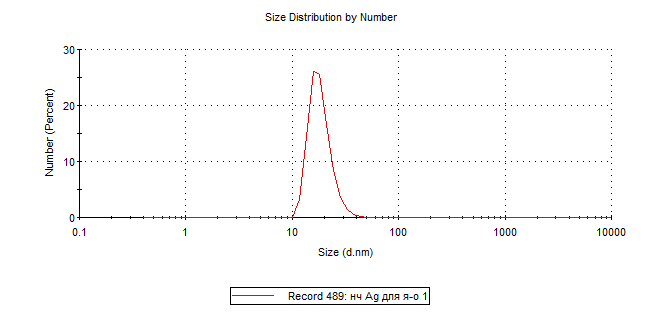 Size Distribution by Number
30
20
10
0
Number (Percent)
0.1 1 10 100 1000 10000
Size (d.nm)
Record 489: нч Ag для я-о 1